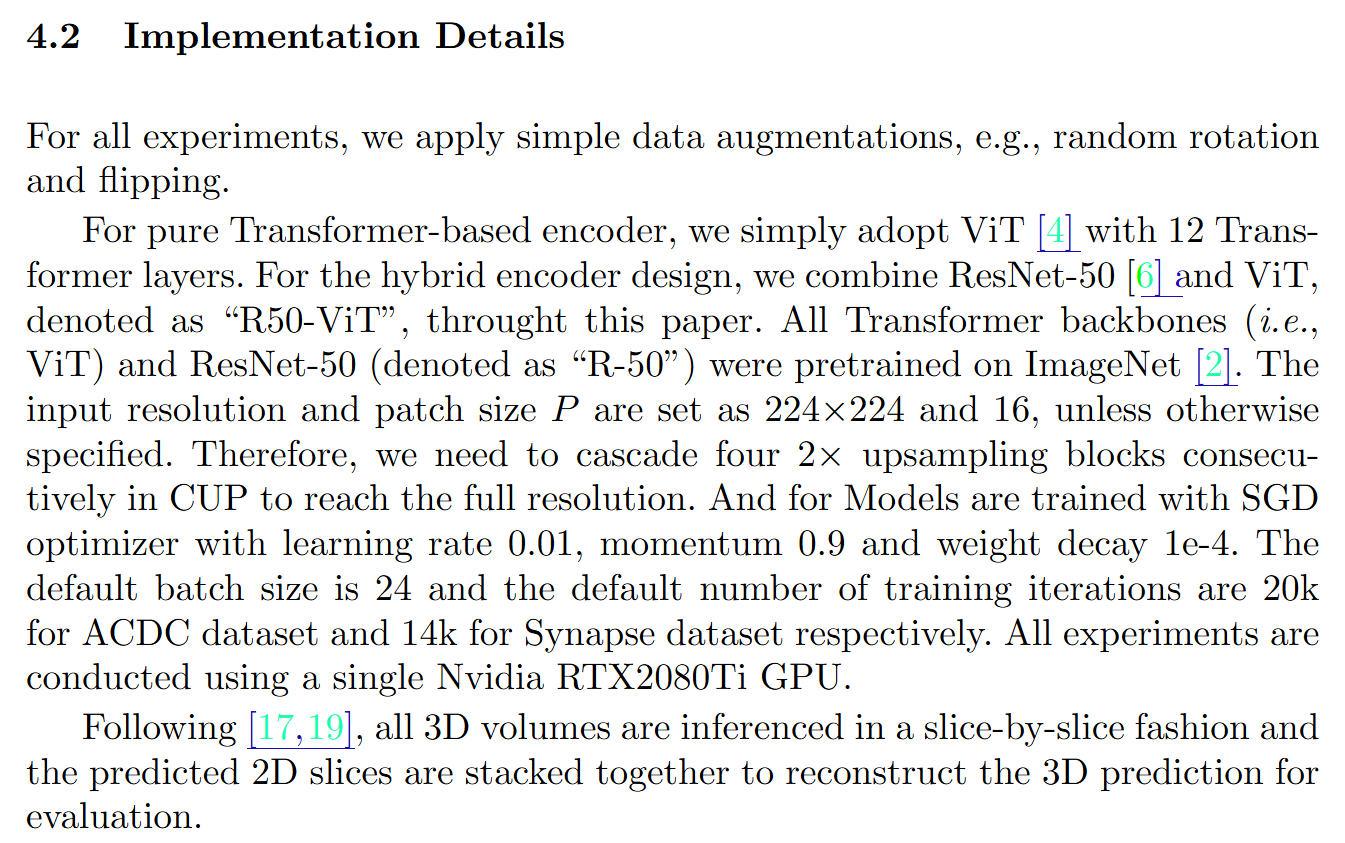 4.2 Implementation Details
For all experiments, we apply simple data augmentations, e.g., random rotation
and flipping.
For pure Transformer-based encoder, we simply adopt ViT [4] with 12 Trans-
former layers. For the hybrid encoder design, we combine ResNet-50 [6] and ViT,
denoted as “R50-ViT”, throught this paper. All Transformer backbones (i.e.,
ViT) and ResNet-50 (denoted as “R-50”) were pretrained on ImageNet [2]. The
input resolution and patch size P are set as 224×224 and 16, unless otherwise
specified. Therefore, we need to cascade four 2× upsampling blocks consecu-
tively in CUP to reach the full resolution. And for Models are trained with SGD
optimizer with learning rate 0.01, momentum 0.9 and weight decay 1e-4. The
default batch size is 24 and the default number of training iterations are 20k
for ACDC dataset and 14k for Synapse dataset respectively. All experiments are
conducted using a single Nvidia RTX2080Ti GPU.
Following [17,19], all 3D volumes are inferenced in a slice-by-slice fashion and
the predicted 2D slices are stacked together to reconstruct the 3D prediction for
evaluation.